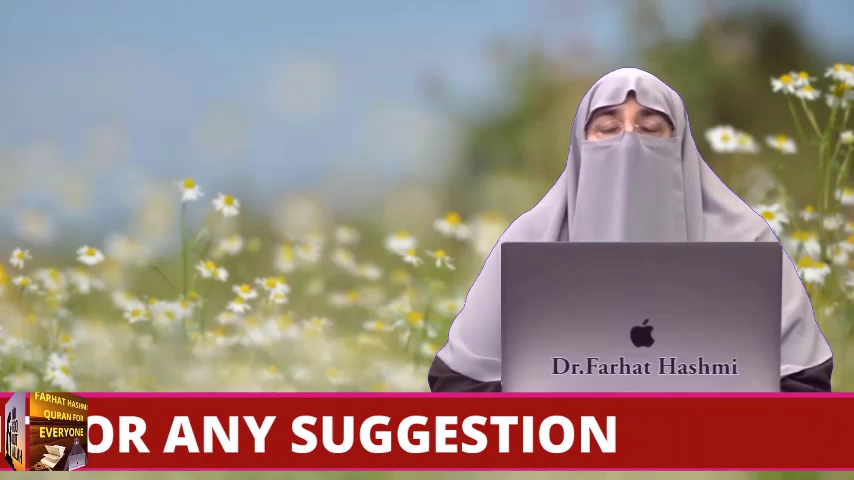 Dr.Farhat Hashmi
FARHAT HASHMI
QURAN FOR
EVERYONE
OR ANY SUGGESTION